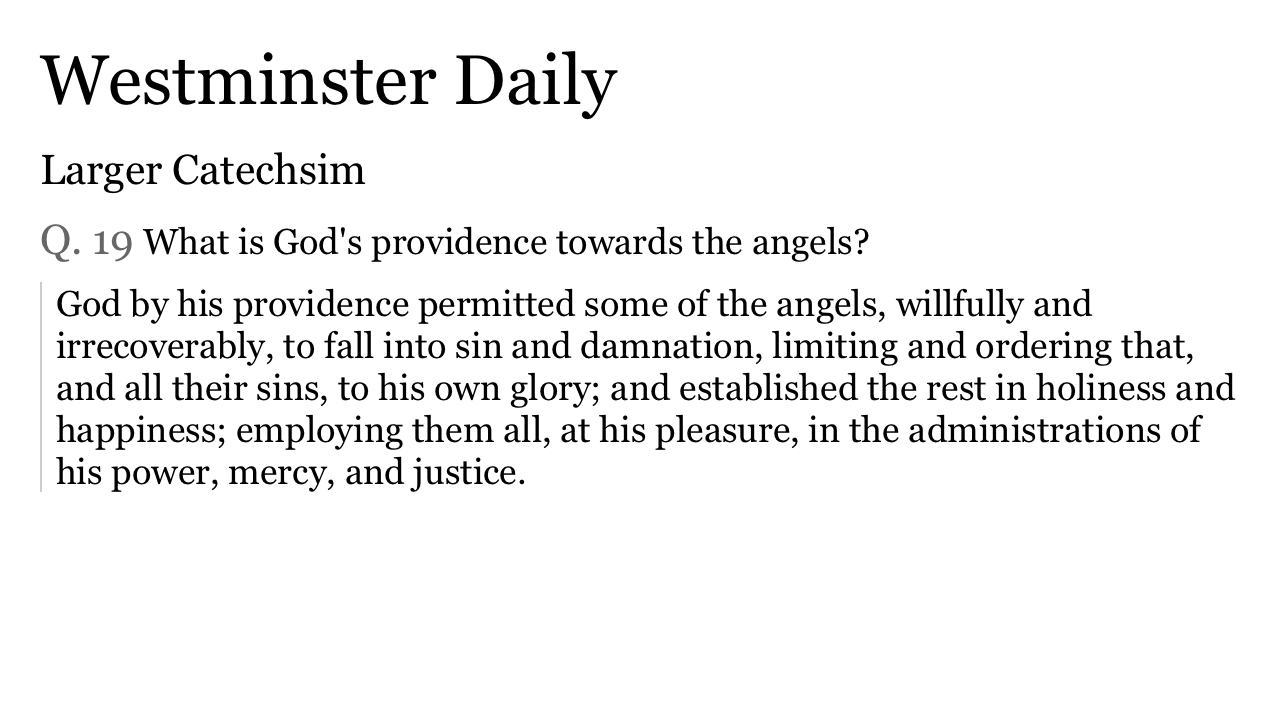 Westminster Daily
Larger Catechsim
Q. 19 What is God's providence towards the angels?
God by his providence permitted some of the angels, willfully and
irrecoverably, to fall into sin and damnation, limiting and ordering that,
and all their sins, to his own glory; and established the rest in holiness and
happiness; employing them all, at his pleasure, in the administrations of
his power, mercy, and justice.